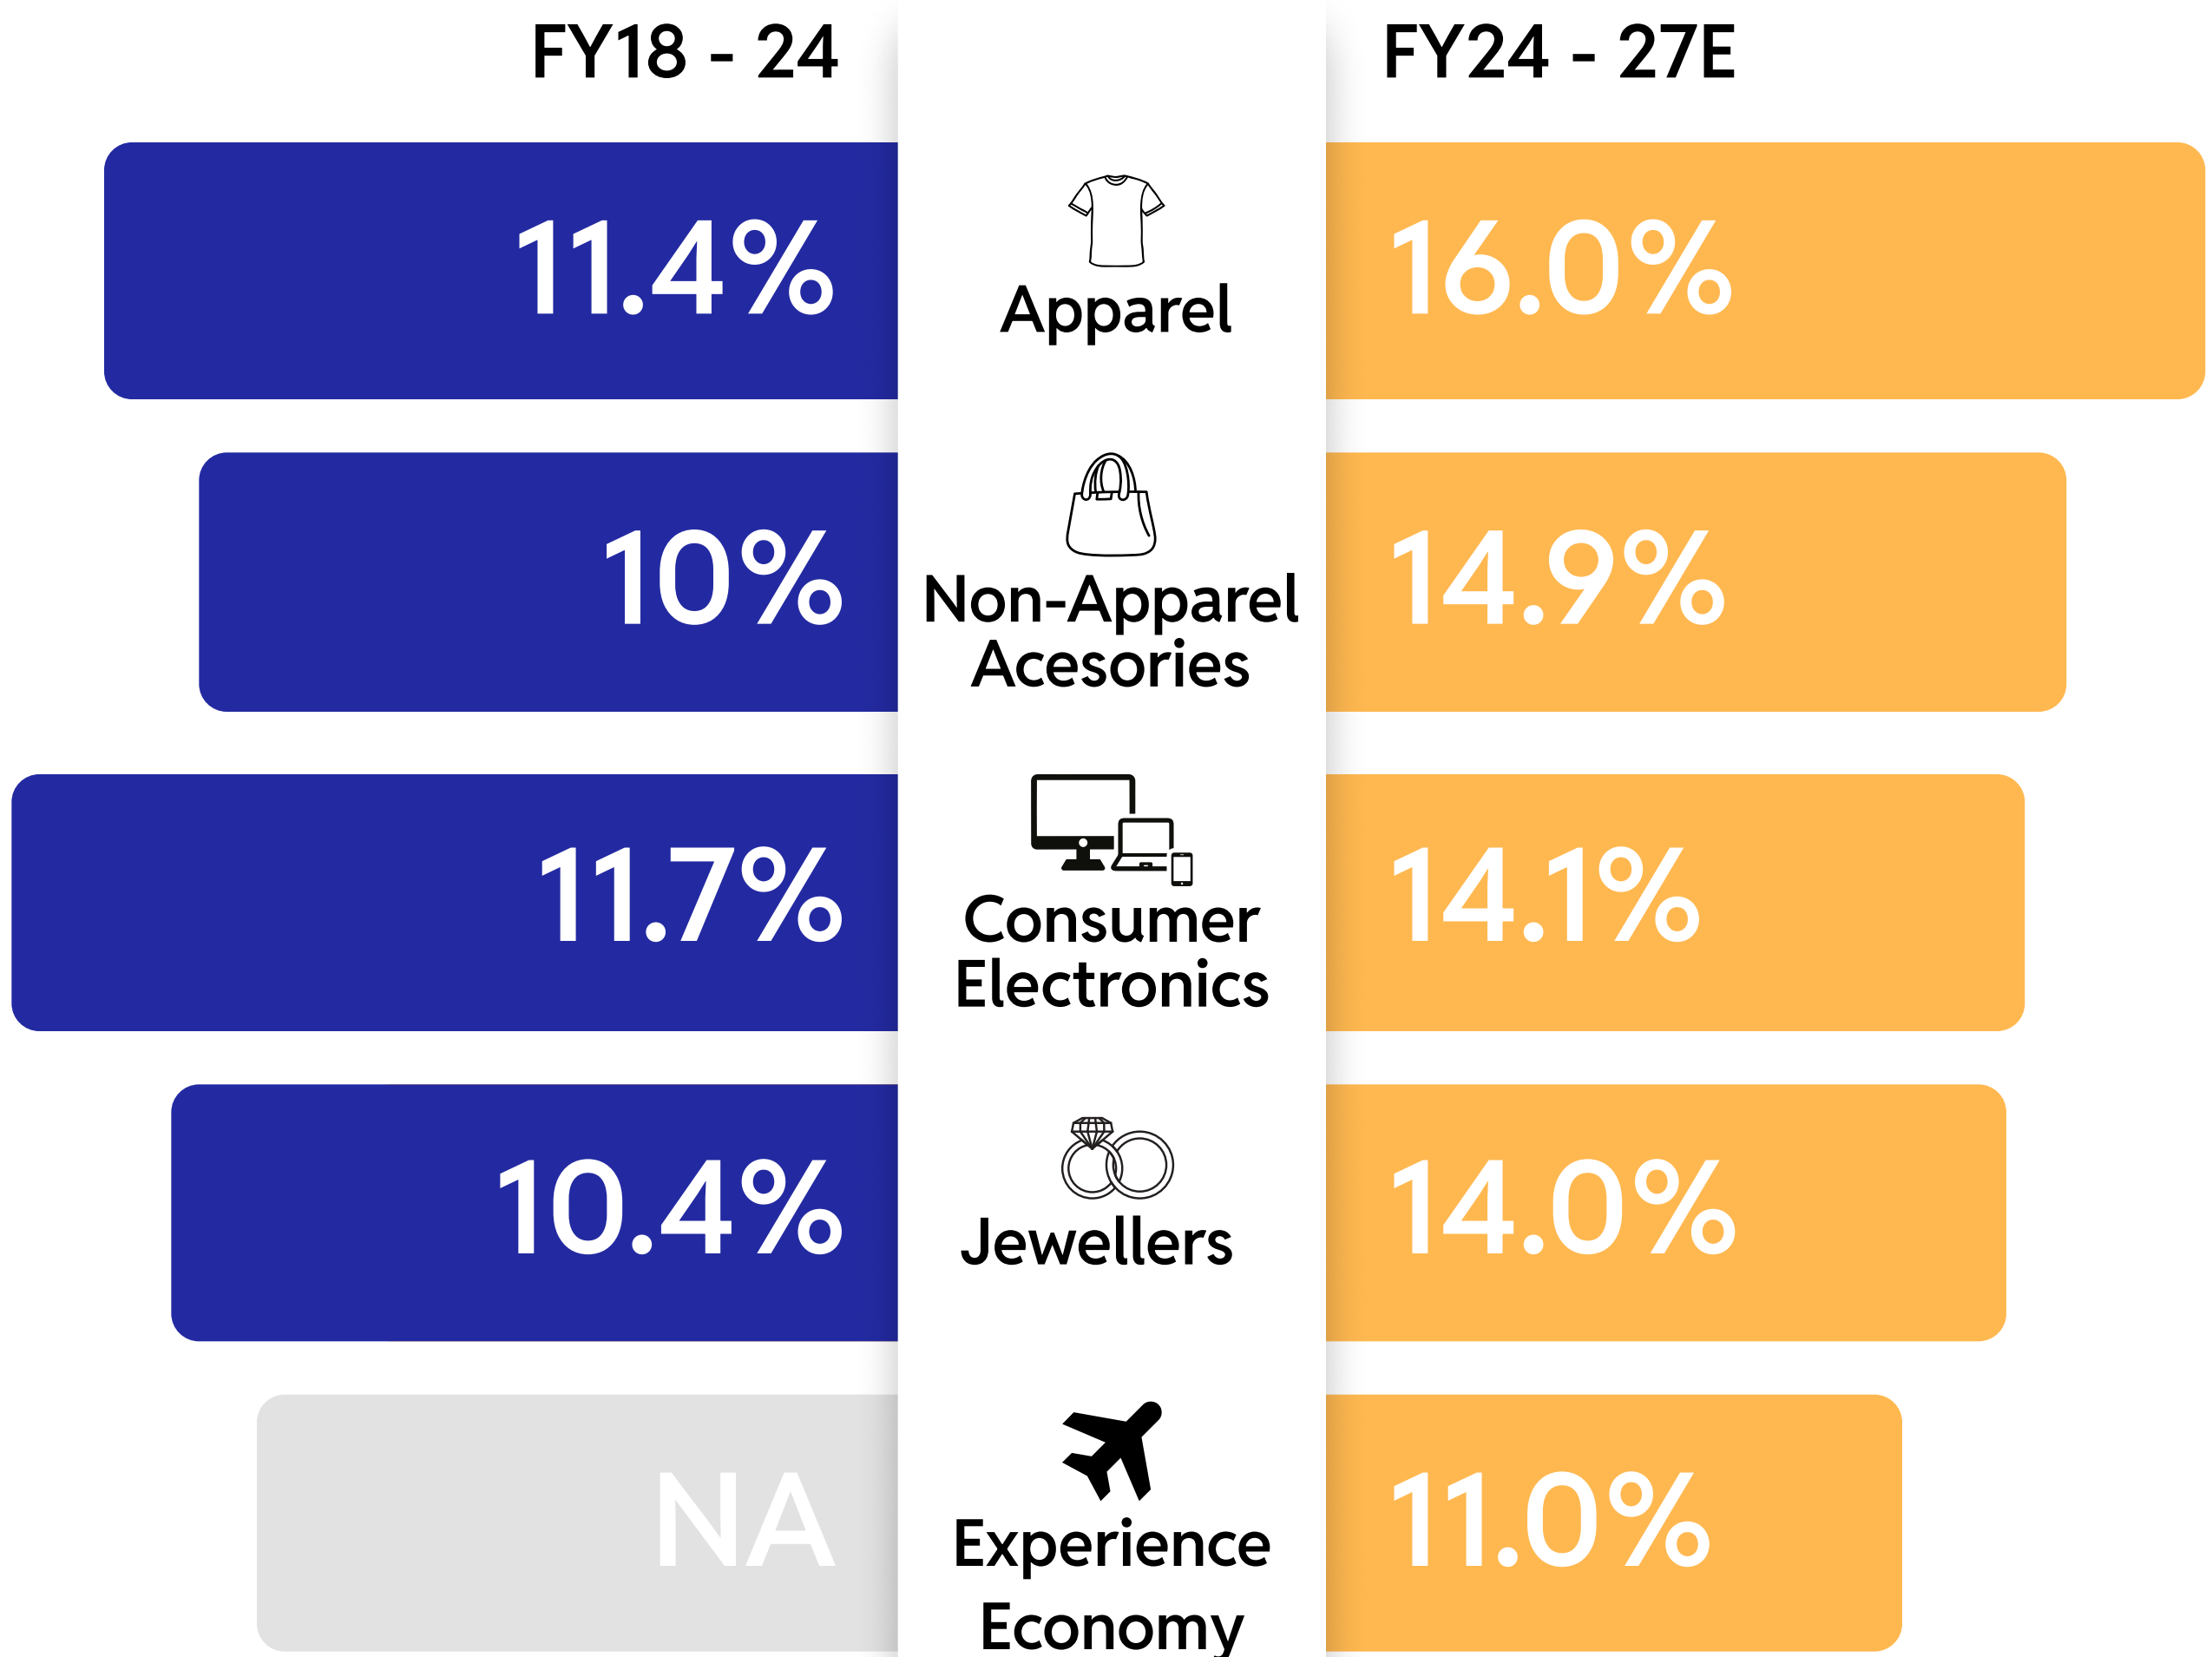 FY18 - 24
FY24 - 27E
11.4%
Apparel
16.0%
10%
Non-Apparel
Acesories
14.9%
11.7%
Consumer
Electronics
14.1%
10.4%
Jewellers
14.0%
NA
Experience
Economy
11.0%